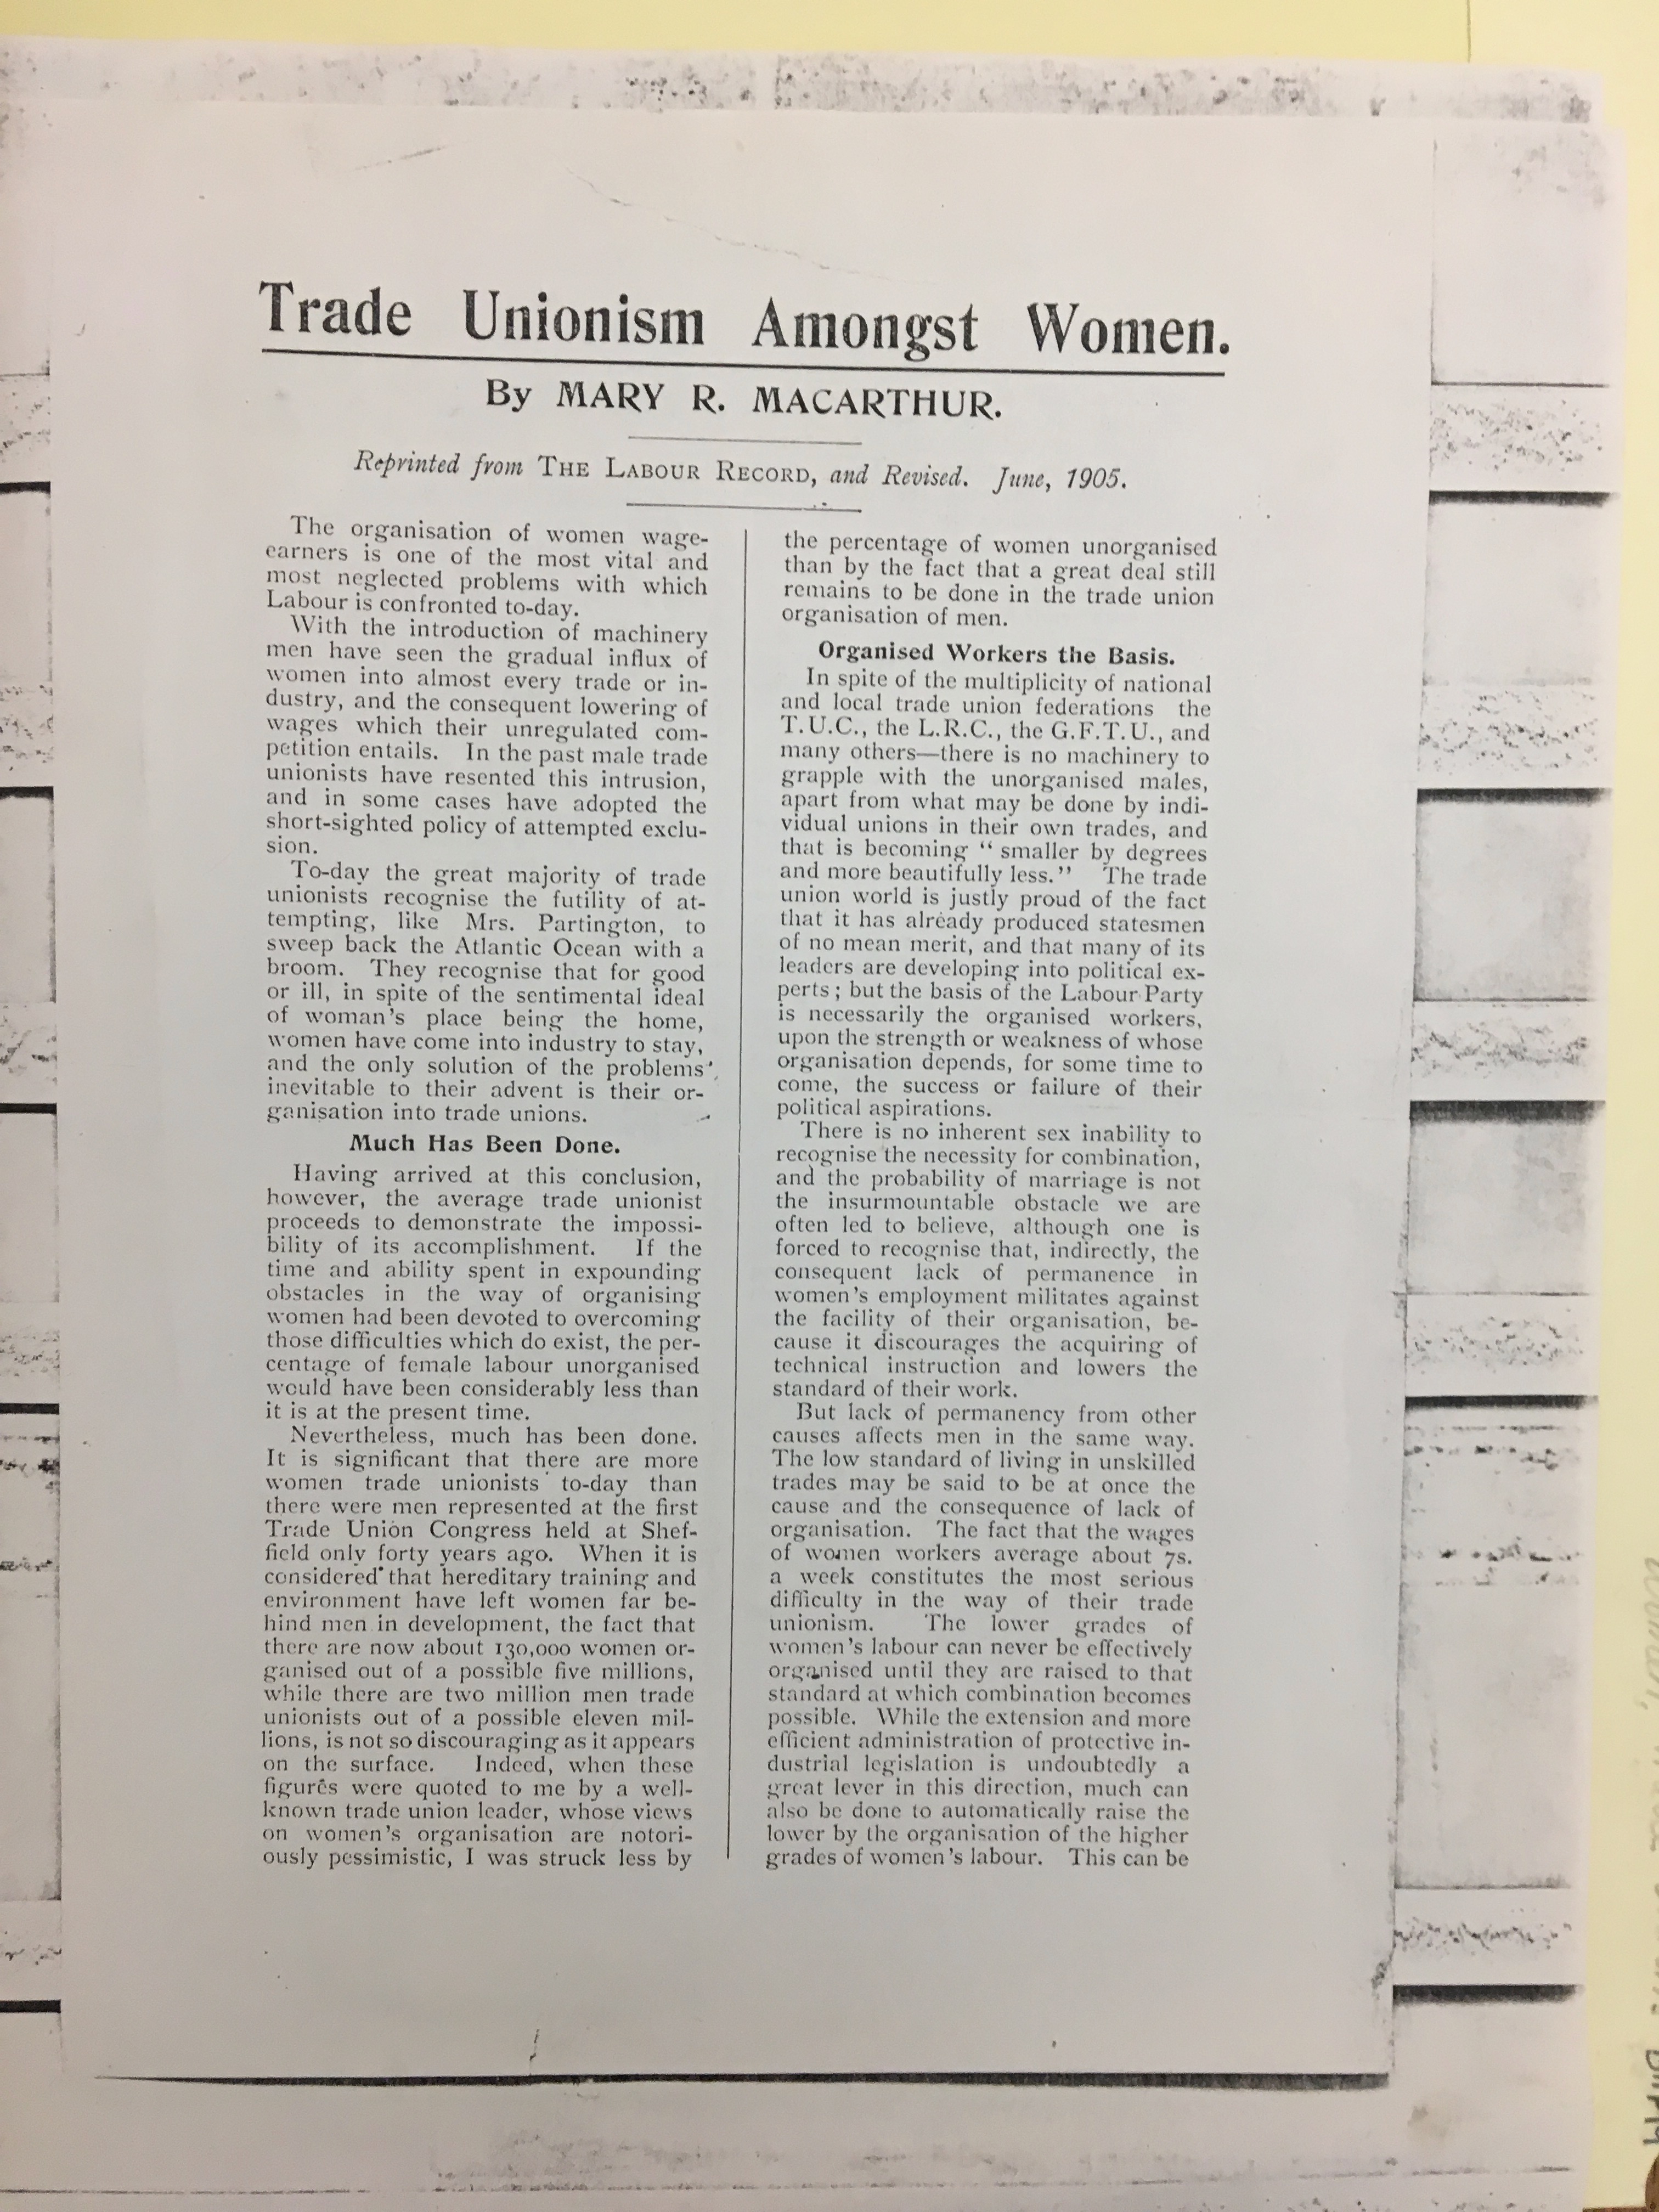 Trade Unionism Amongst Women.
By MARY R. MACARTHUR.
Reprinted from THE LABOUR RECORD, and Revised. June, 1905.
The organisation of women wage-
earners is one of the most vital and
most neglected problems with which
Labour is confronted to-day.
With the introduction of machinery
men have seen the gradual influx of
women into almost every trade or in-
dustry, and the consequent lowering of
wages which their unregulated com-
petition entails. In the past male trade
unionists have resented this intrusion,
and in some cases have adopted the
short-sighted policy of attempted exclu-
sion.
To-day the great majority of trade
unionists recognise the futility of at-
tempting, like Mrs. Partington, to
sweep back the Atlantic Ocean with a
broom. They recognise that for good
or ill, in spite of the sentimental ideal
of woman's place being the home,
women have come into industry to stay,
and the only solution of the problems
inevitable to their advent is their or-
ganisation into trade unions.
Much Has Been Done.
Having arrived at this conclusion,
however, the average trade unionist
proceeds to demonstrate the impossi-
bility of its accomplishment. If the
time and ability spent in expounding
obstacles in the way of organising
women had been devoted to overcoming
those difficulties which do exist, the per-
centage of female labour unorganised
would have been considerably less than
it is at the present time.
Nevertheless, much has been done.
It is significant that there are more
women trade unionists to-day than
there were men represented at the first
Trade Union Congress held at Shef-
field only forty years ago. When it is
considered that hereditary training and
environment have left women far be-
hind men in development, the fact that
there are now about 130,000 women or-
ganised out of a possible five millions,
while there are two million men trade
unionists out of a possible eleven mil-
lions, is not so discouraging as it appears
on the surface. Indeed, when these
figures were quoted to me by a well-
known trade union leader, whose views
on women's organisation are notori-
ously pessimistic, I was struck less by
the percentage of women unorganised
than by the fact that a great deal still
remains to be done in the trade union
organisation of men.
Organised Workers the Basis.
In spite of the multiplicity of national
and local trade union federations the
T.U.C., the L.R.C., the G.F.T.U., and
many others—there is no machinery to
grapple with the unorganised males,
apart from what may be done by indi-
vidual unions in their own trades, and
that is becoming "smaller by degrees
and more beautifully less." The trade
union world is justly proud of the fact
that it has already produced statesmen
of no mean merit, and that many of its
leaders are developing into political ex-
perts; but the basis of the Labour Party
is necessarily the organised workers,
upon the strength or weakness of whose
organisation depends, for some time to
come, the success or failure of their
political aspirations.
There is no inherent sex inability to
recognise the necessity for combination,
and the probability of marriage is not
the insurmountable obstacle we are
often led to believe, although one is
forced to recognise that, indirectly, the
consequent lack of permanence in
women's employment militates against
the facility of their organisation, be-
cause it discourages the acquiring of
technical instruction and lowers the
standard of their work.
But lack of permanency from other
causes affects men in the same way.
The low standard of living in unskilled
trades may be said to be at once the
cause and the consequence of lack of
organisation. The fact that the wages
of women workers average about 7s.
a week constitutes the most serious
difficulty in the way of their trade
unionism. The lower grades of
women's labour can never be effectively
organised until they are raised to that
standard at which combination becomes
possible. While the extension and more
efficient administration of protective in-
dustrial legislation is undoubtedly a
great lever in this direction, much can
also be done to automatically raise the
lower by the organisation of the higher
grades of women's labour. This can be